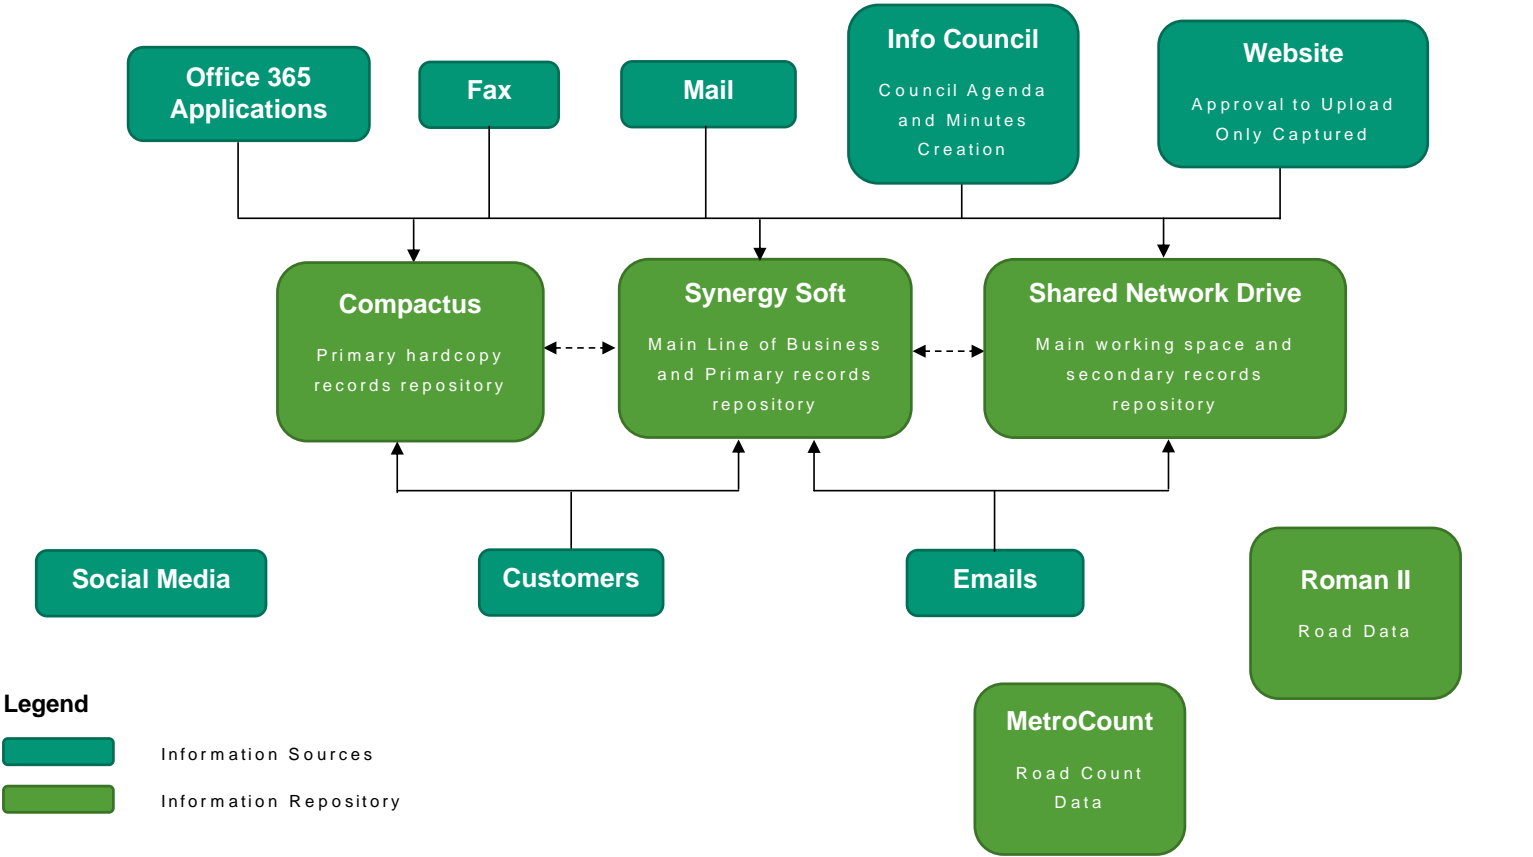 Office 365
Applications
Fax
Mail
Info Council
Council Agenda
and Minutes
Creation
Website
Approval to Upload
Only Captured
Compactus
Primary hardcopy
records repository
Synergy Soft
Main Line of Business
and Primary records
repository
Shared Network Drive
Main working space and
secondary records
repository
Social Media
Customers
Emails
Roman II
Road Data
MetroCount
Road Count
Data
Legend
Information Sources
Information Repository